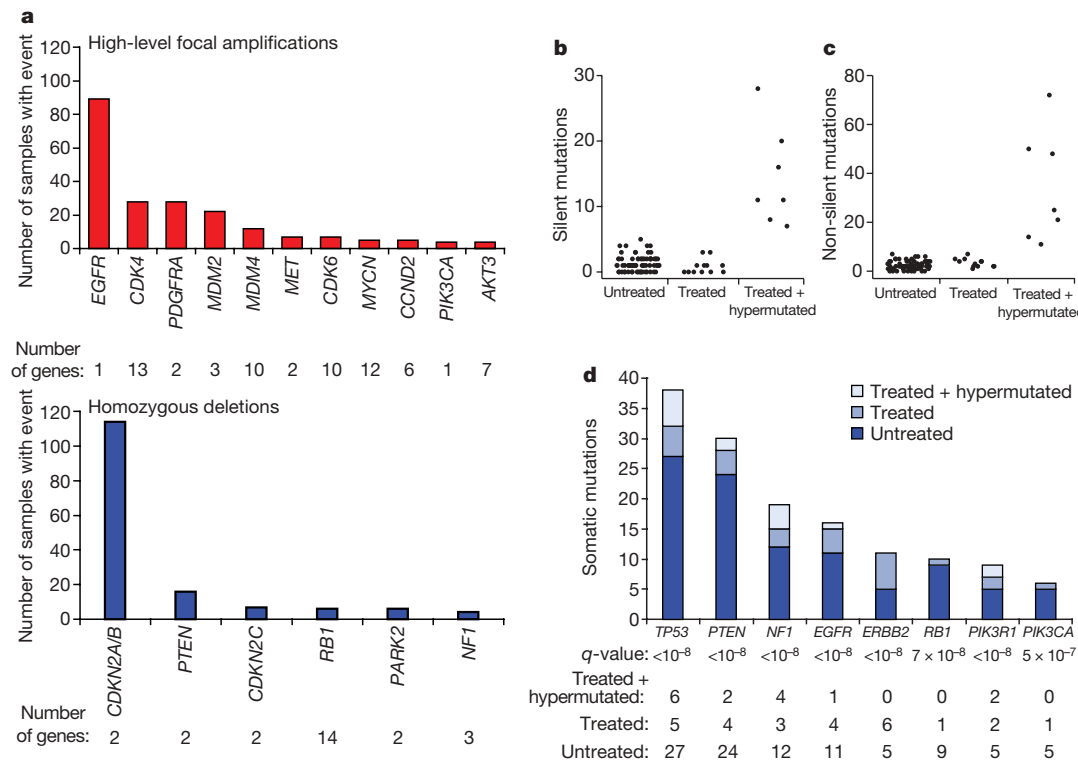 a
High-level focal amplifications
Number of samples with event
120
100
80
60
40
20
0
EGFR CDK4 PDGFRA MDM2 MDM4 MET CDK6 MYCN CCND2 PIK3CA AKT3
Number
of genes: 1 13 2 3 10 2 10 12 6 1 7
Homozygous deletions
Number of samples with event
120
100
80
60
40
20
0
CDKN2A/B PTEN CDKN2C RB1 PARK2 NF1
Number
of genes: 2 2 2 14 2 3
b
Silent mutations
30
20
10
0
Untreated Treated Treated +
hypermutated
c
Non-silent mutations
80
60
40
20
0
Untreated Treated Treated +
hypermutated
d
Somatic mutations
40
35
30
25
20
15
10
5
0
Treated + hypermutated
Treated
Untreated
TP53 PTEN NF1 EGFR ERBB2 RB1 PIK3R1 PIK3CA
q-value: <10⁻⁸ <10⁻⁸ <10⁻⁸ <10⁻⁸ <10⁻⁸ 7 × 10⁻⁸ <10⁻⁸ 5 × 10⁻⁷
Treated +
hypermutated: 6 2 4 1 0 0 2 0
Treated: 5 4 3 4 6 1 2 1
Untreated: 27 24 12 11 5 9 5 5